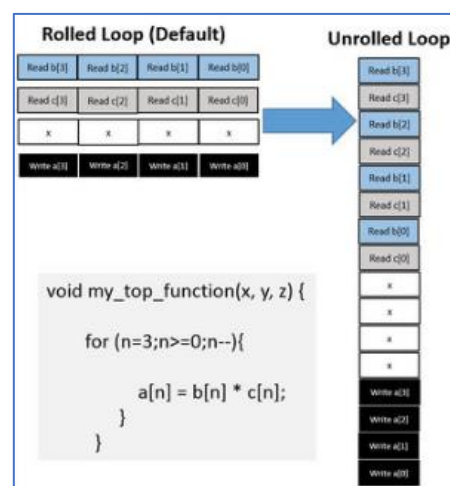 Rolled Loop (Default)
Read b[3] Read b[2] Read b[1] Read b[0]
Read c[3] Read c[2] Read c[1] Read c[0]
x x x x
Write a[3] Write a[2] Write a[1] Write a[0]
void my_top_function(x, y, z) {
for (n=3;n>=0;n--){
a[n] = b[n] * c[n];
}
}
Unrolled Loop
Read b[3]
Read c[3]
Read b[2]
Read c[2]
Read b[1]
Read c[1]
Read b[0]
Read c[0]
x
x
x
x
Write a[3]
Write a[2]
Write a[1]
Write a[0]